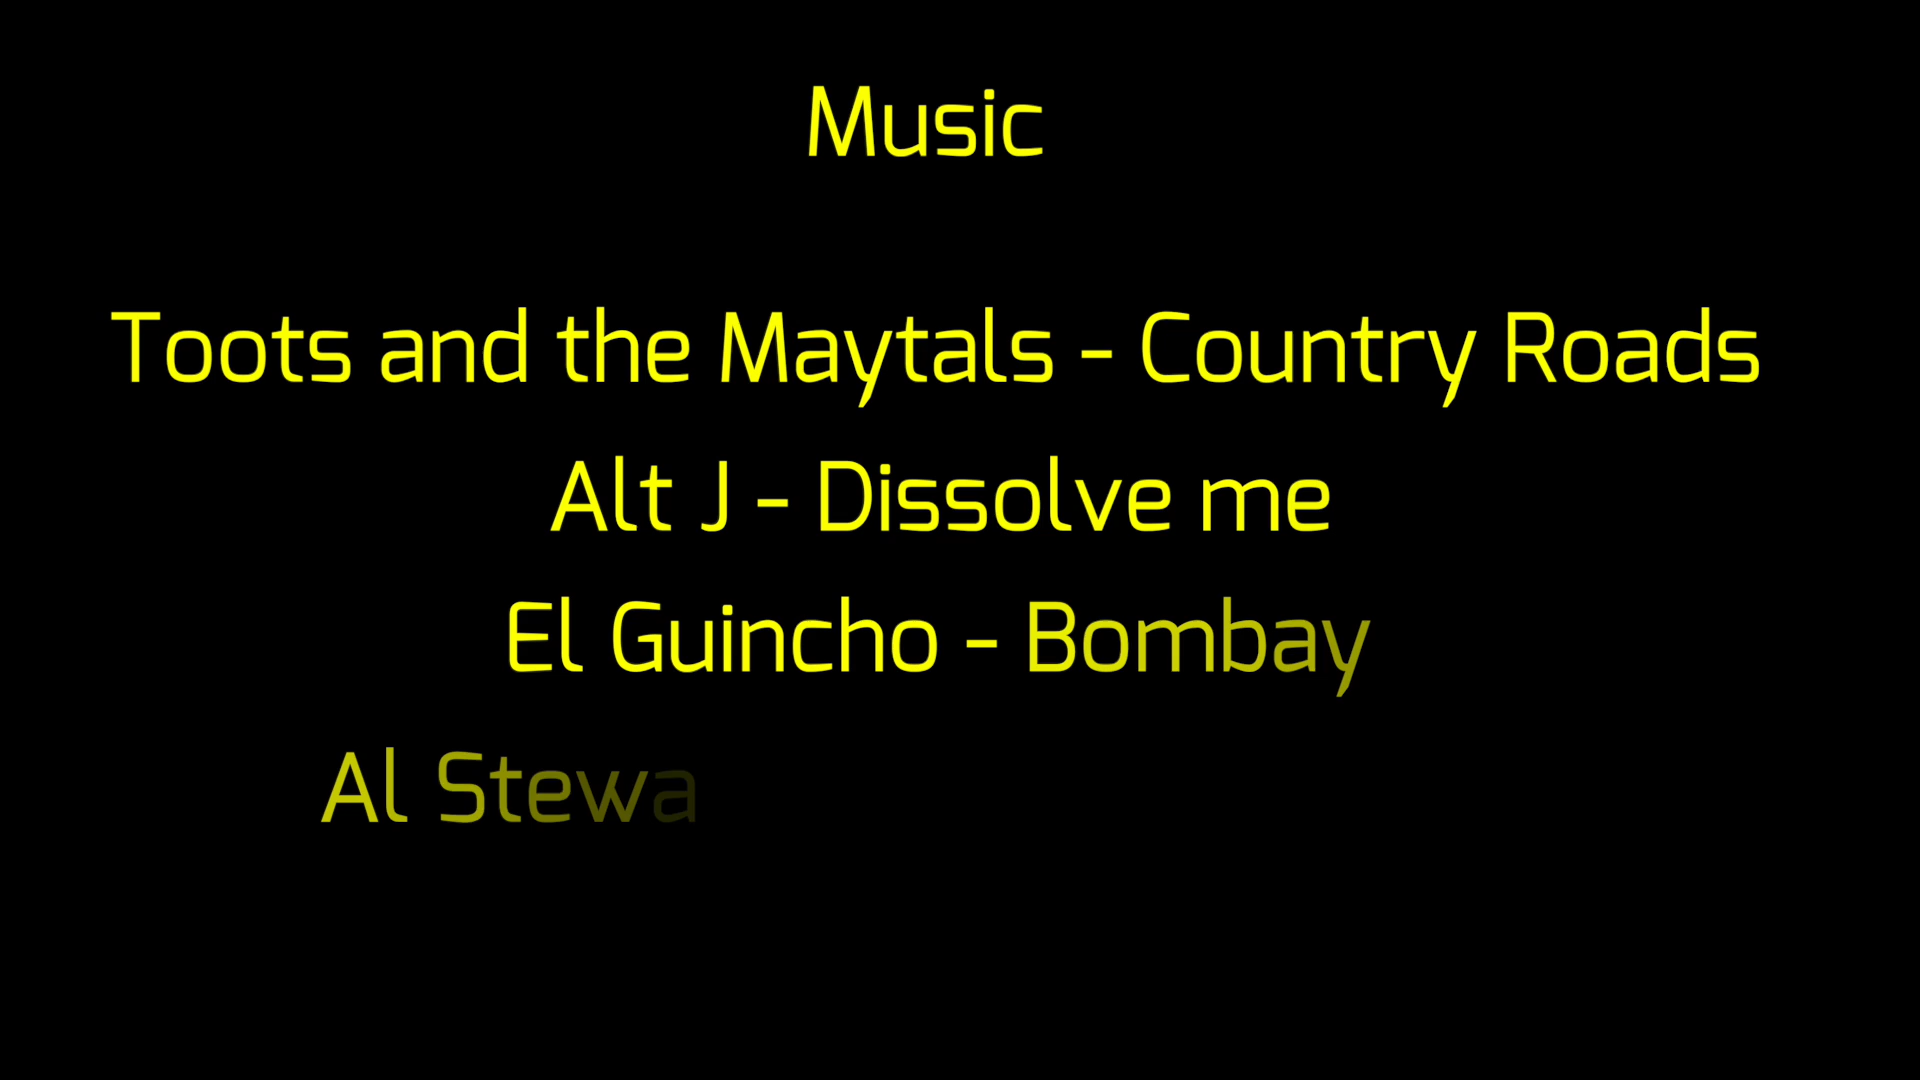 Music
Toots and the Maytals - Country Roads
Alt J - Dissolve me
El Guincho - Bombay
Al Stewa